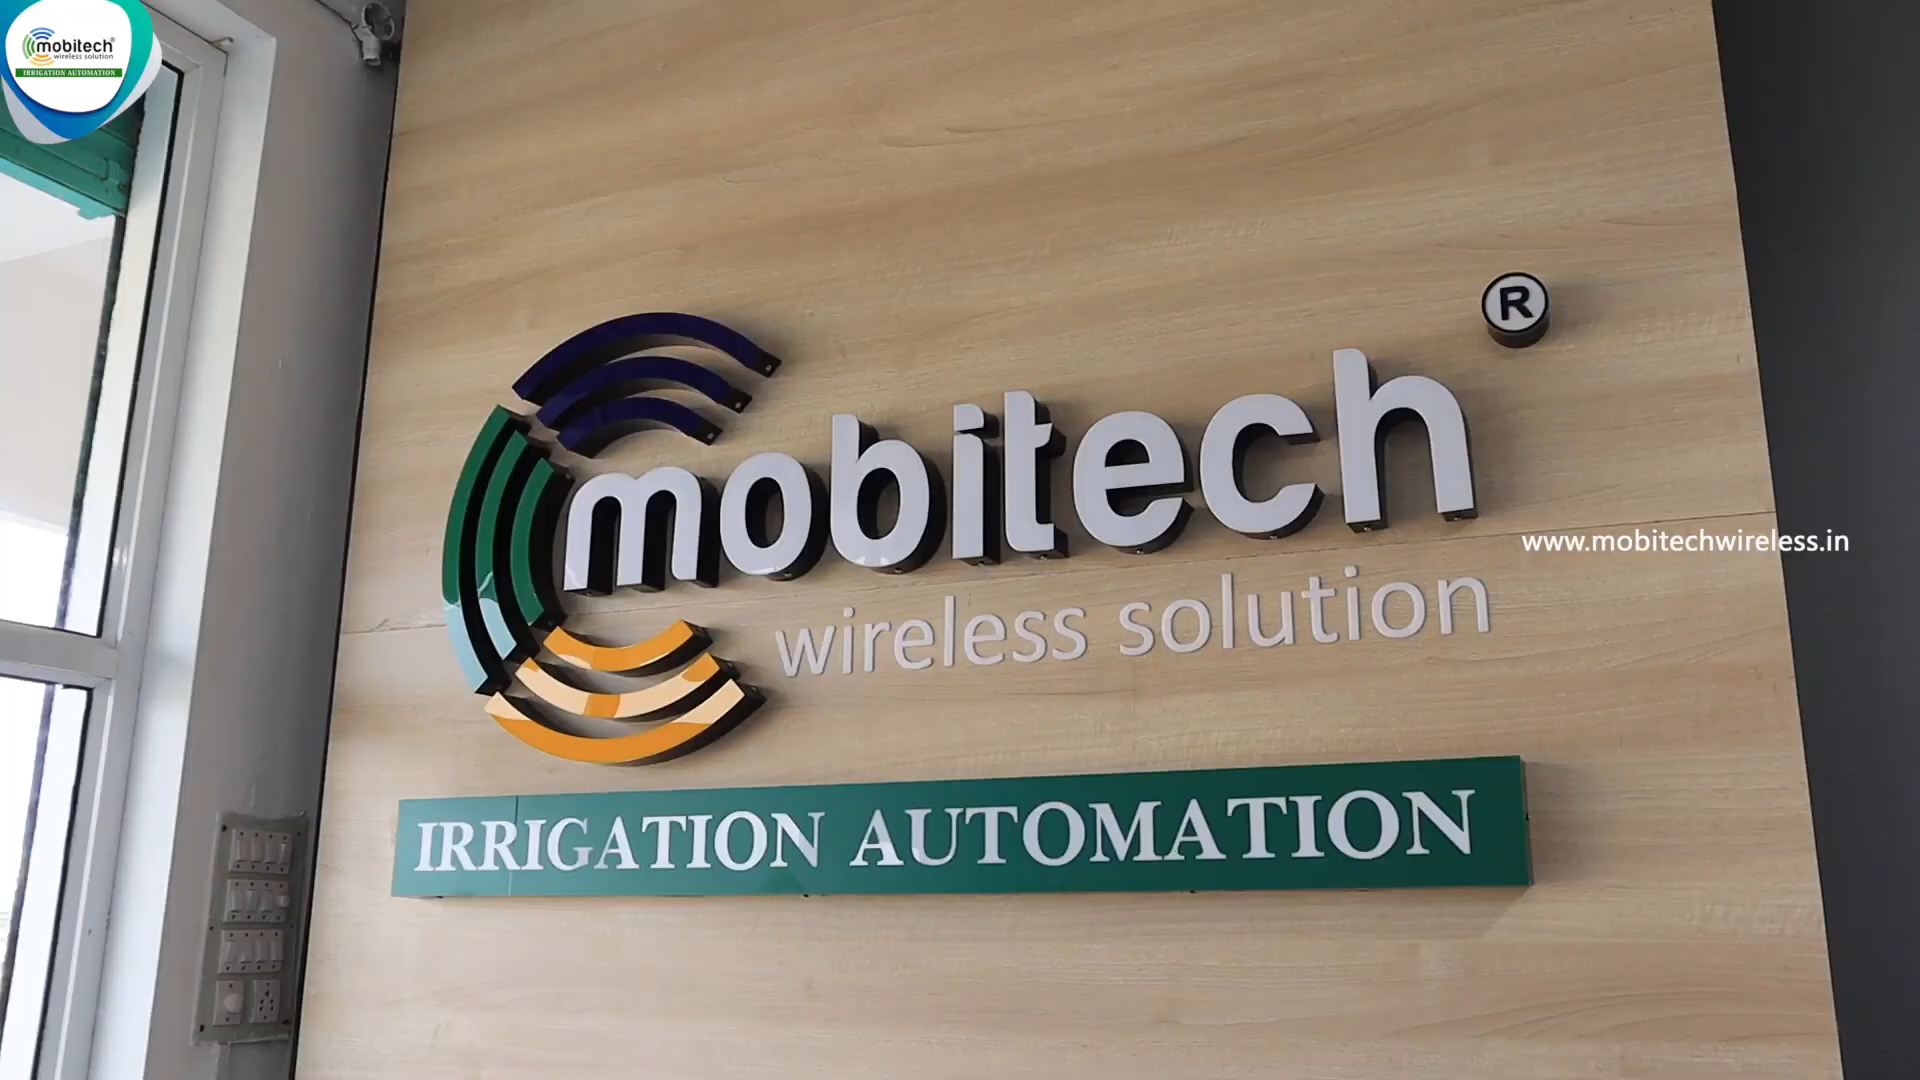 mobitech®
wireless solution
IRRIGATION AUTOMATION
®
mobitech
www.mobitechwireless.in
wireless solution
IRRIGATION AUTOMATION